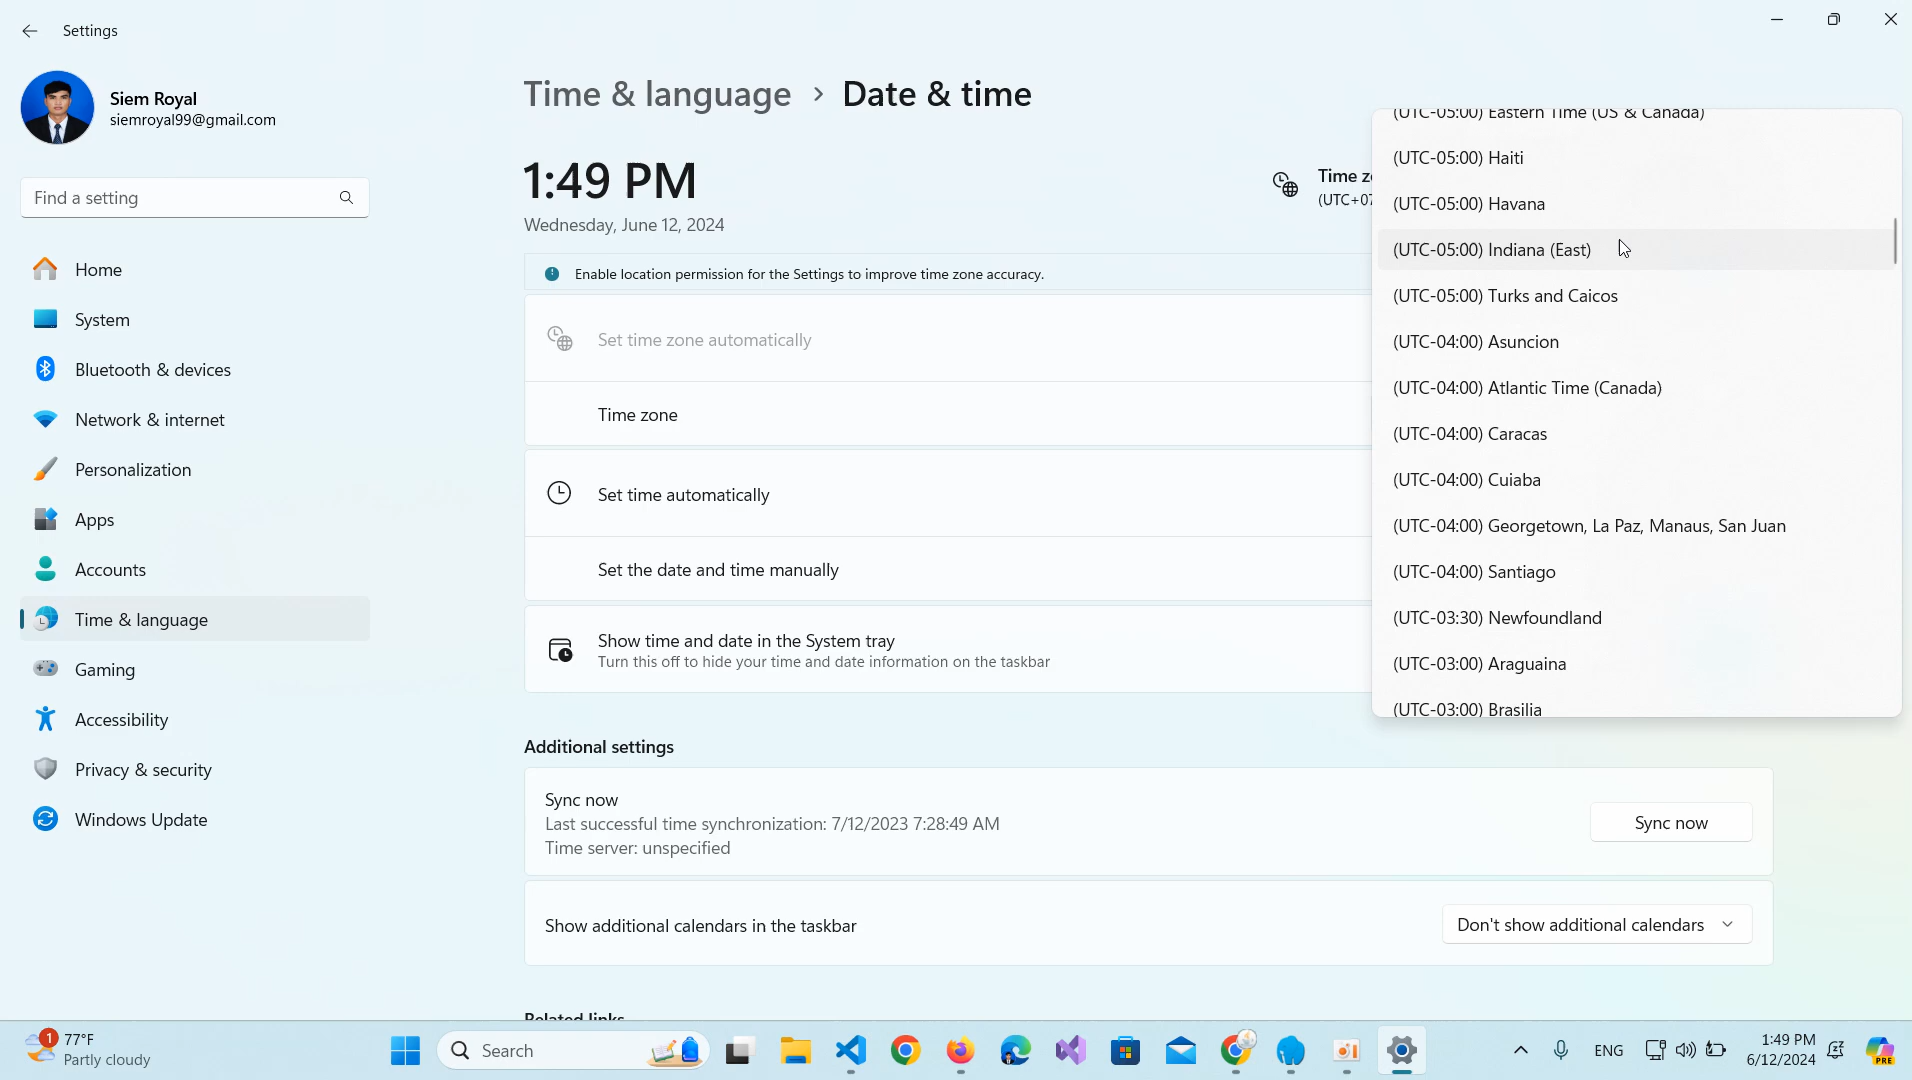 Settings
Siem Royal
siemroyal99@gmail.com
Find a setting
Home
System
Bluetooth & devices
Network & internet
Personalization
Apps
Accounts
Time & language
Gaming
Accessibility
Privacy & security
Windows Update
Time & language > Date & time
1:49 PM
Wednesday, June 12, 2024
Time z
(UTC+07
Enable location permission for the Settings to improve time zone accuracy.
Set time zone automatically
Time zone
Set time automatically
Set the date and time manually
Show time and date in the System tray
Turn this off to hide your time and date information on the taskbar
(UTC-05:00) Eastern Time (US & Canada)
(UTC-05:00) Haiti
(UTC-05:00) Havana
(UTC-05:00) Indiana (East)
(UTC-05:00) Turks and Caicos
(UTC-04:00) Asuncion
(UTC-04:00) Atlantic Time (Canada)
(UTC-04:00) Caracas
(UTC-04:00) Cuiaba
(UTC-04:00) Georgetown, La Paz, Manaus, San Juan
(UTC-04:00) Santiago
(UTC-03:30) Newfoundland
(UTC-03:00) Araguaina
(UTC-03:00) Brasilia
Additional settings
Sync now
Last successful time synchronization: 7/12/2023 7:28:49 AM
Time server: unspecified
Sync now
Show additional calendars in the taskbar
Don't show additional calendars
Related links
1
77°F
Partly cloudy
Search
ENG
1:49 PM
6/12/2024
PRE